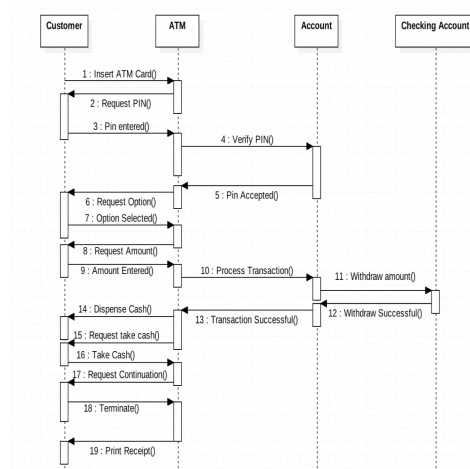 Customer
ATM
Account
Checking Account
1 : Insert ATM Card()
2 : Request PIN()
3 : Pin entered()
4 : Verify PIN()
5 : Pin Accepted()
6 : Request Option()
7 : Option Selected()
8 : Request Amount()
9 : Amount Entered()
10 : Process Transaction()
11 : Withdraw amount()
12 : Withdraw Successful()
13 : Transaction Successful()
14 : Dispense Cash()
15 : Request take cash()
16 : Take Cash()
17 : Request Continuation()
18 : Terminate()
19 : Print Receipt()